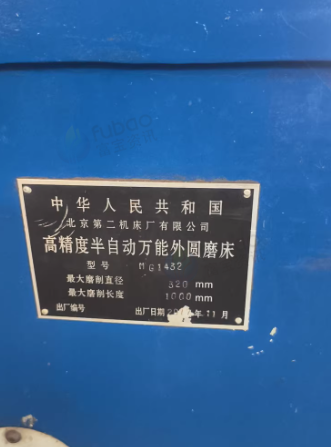 fubao
中华人民共和国
北京第二机床厂有限公司
高精度半自动万能外圆磨床
型号 MG1432
最大磨削直径 320 mm
最大磨削长度 1000 mm
出厂编号 出厂日期 年 11月